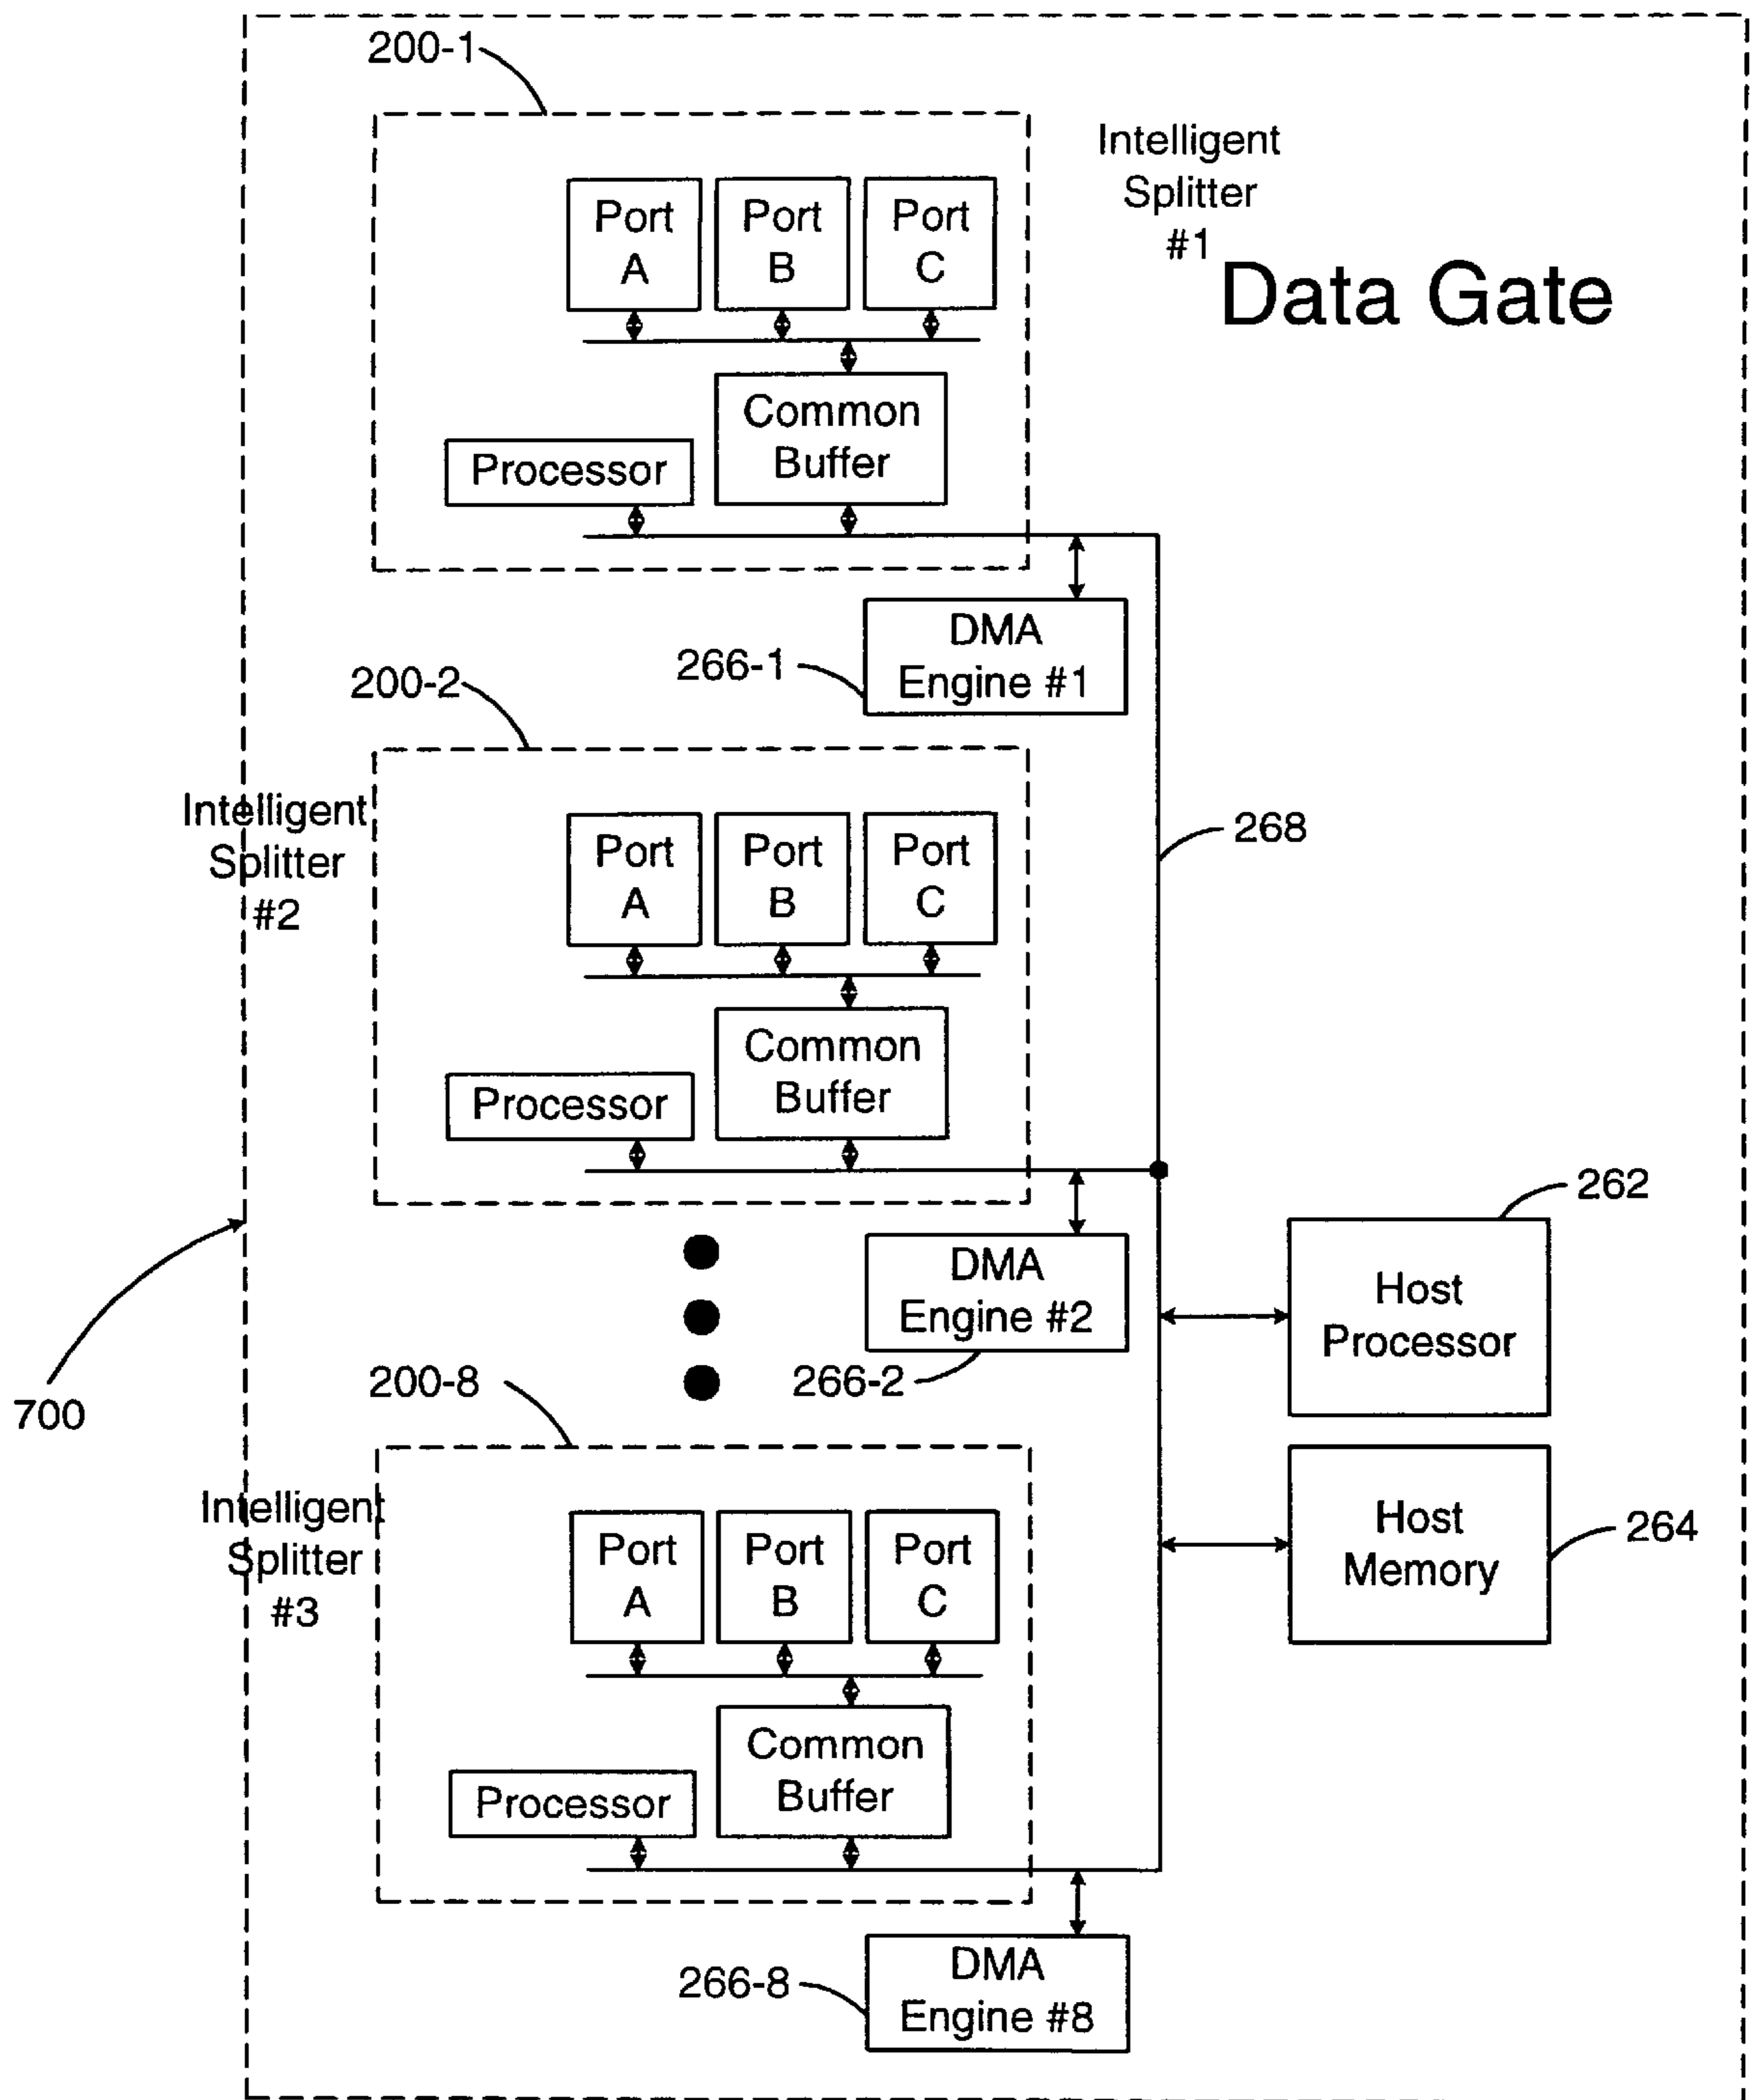 200-1
Intelligent
Splitter
#1
Data Gate
Port
A
Port
B
Port
C
Common
Buffer
Processor
DMA
Engine #1
266-1
200-2
Intelligent
Splitter
#2
Port
A
Port
B
Port
C
268
Common
Buffer
Processor
262
DMA
Engine #2
266-2
Host
Processor
700
200-8
Intelligent
Splitter
#3
Port
A
Port
B
Port
C
Host
Memory
264
Common
Buffer
Processor
266-8
DMA
Engine #8